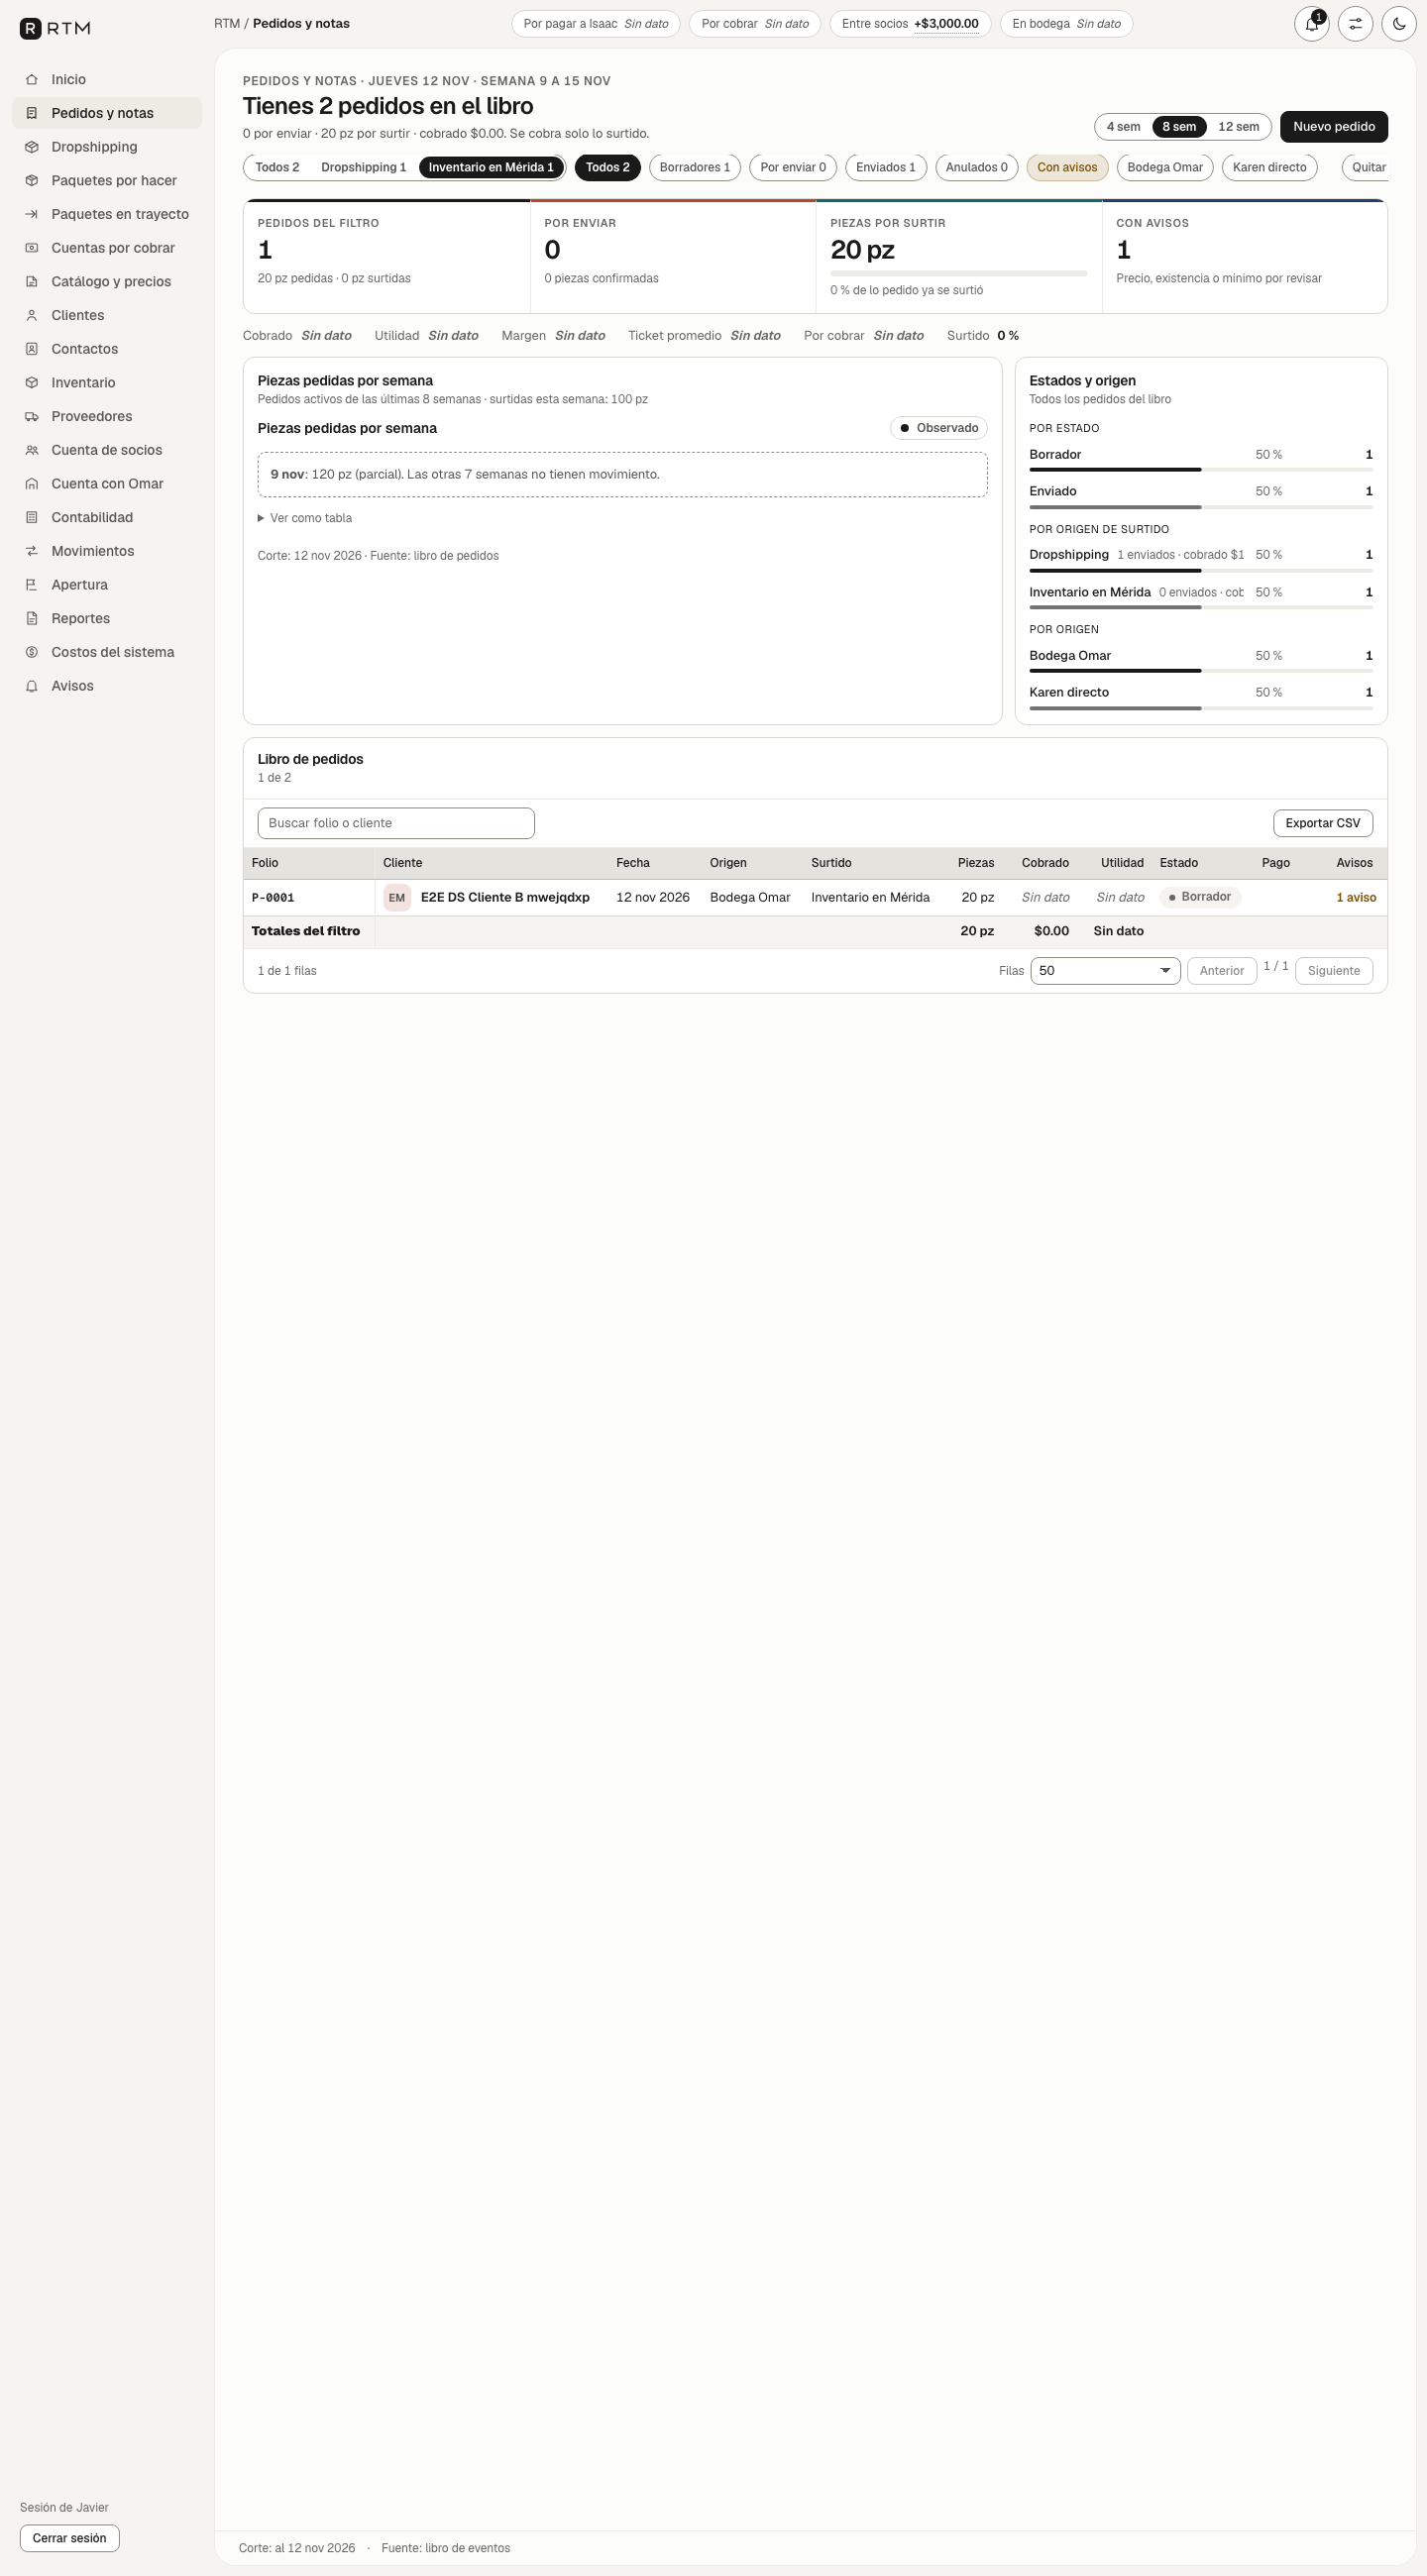 R RTM
Inicio
Pedidos y notas
Dropshipping
Paquetes por hacer
Paquetes en trayecto
Cuentas por cobrar
Catálogo y precios
Clientes
Contactos
Inventario
Proveedores
Cuenta de socios
Cuenta con Omar
Contabilidad
Movimientos
Apertura
Reportes
Costos del sistema
Avisos
Sesión de Javier
Cerrar sesión
RTM / Pedidos y notas
Por pagar a Isaac Sin dato
Por cobrar Sin dato
Entre socios +$3,000.00
En bodega Sin dato
1
PEDIDOS Y NOTAS · JUEVES 12 NOV · SEMANA 9 A 15 NOV
Tienes 2 pedidos en el libro
0 por enviar · 20 pz por surtir · cobrado $0.00. Se cobra solo lo surtido.
4 sem 8 sem 12 sem
Nuevo pedido
Todos 2 Dropshipping 1 Inventario en Mérida 1 Todos 2 Borradores 1 Por enviar 0 Enviados 1 Anulados 0 Con avisos Bodega Omar Karen directo Quitar
PEDIDOS DEL FILTRO
1
20 pz pedidas · 0 pz surtidas
POR ENVIAR
0
0 piezas confirmadas
PIEZAS POR SURTIR
20 pz
0 % de lo pedido ya se surtió
CON AVISOS
1
Precio, existencia o mínimo por revisar
Cobrado Sin dato Utilidad Sin dato Margen Sin dato Ticket promedio Sin dato Por cobrar Sin dato Surtido 0 %
Piezas pedidas por semana
Pedidos activos de las últimas 8 semanas · surtidas esta semana: 100 pz
Piezas pedidas por semana
Observado
9 nov: 120 pz (parcial). Las otras 7 semanas no tienen movimiento.
Ver como tabla
Corte: 12 nov 2026 · Fuente: libro de pedidos
Estados y origen
Todos los pedidos del libro
POR ESTADO
Borrador 50 % 1
Enviado 50 % 1
POR ORIGEN DE SURTIDO
Dropshipping 1 enviados · cobrado $1 50 % 1
Inventario en Mérida 0 enviados · cob 50 % 1
POR ORIGEN
Bodega Omar 50 % 1
Karen directo 50 % 1
Libro de pedidos
1 de 2
Buscar folio o cliente
Exportar CSV
Folio Cliente Fecha Origen Surtido Piezas Cobrado Utilidad Estado Pago Avisos
P-0001 EM E2E DS Cliente B mwejqdxp 12 nov 2026 Bodega Omar Inventario en Mérida 20 pz Sin dato Sin dato Borrador 1 aviso
Totales del filtro 20 pz $0.00 Sin dato
1 de 1 filas
Filas 50 Anterior 1 / 1 Siguiente
Corte: al 12 nov 2026 · Fuente: libro de eventos